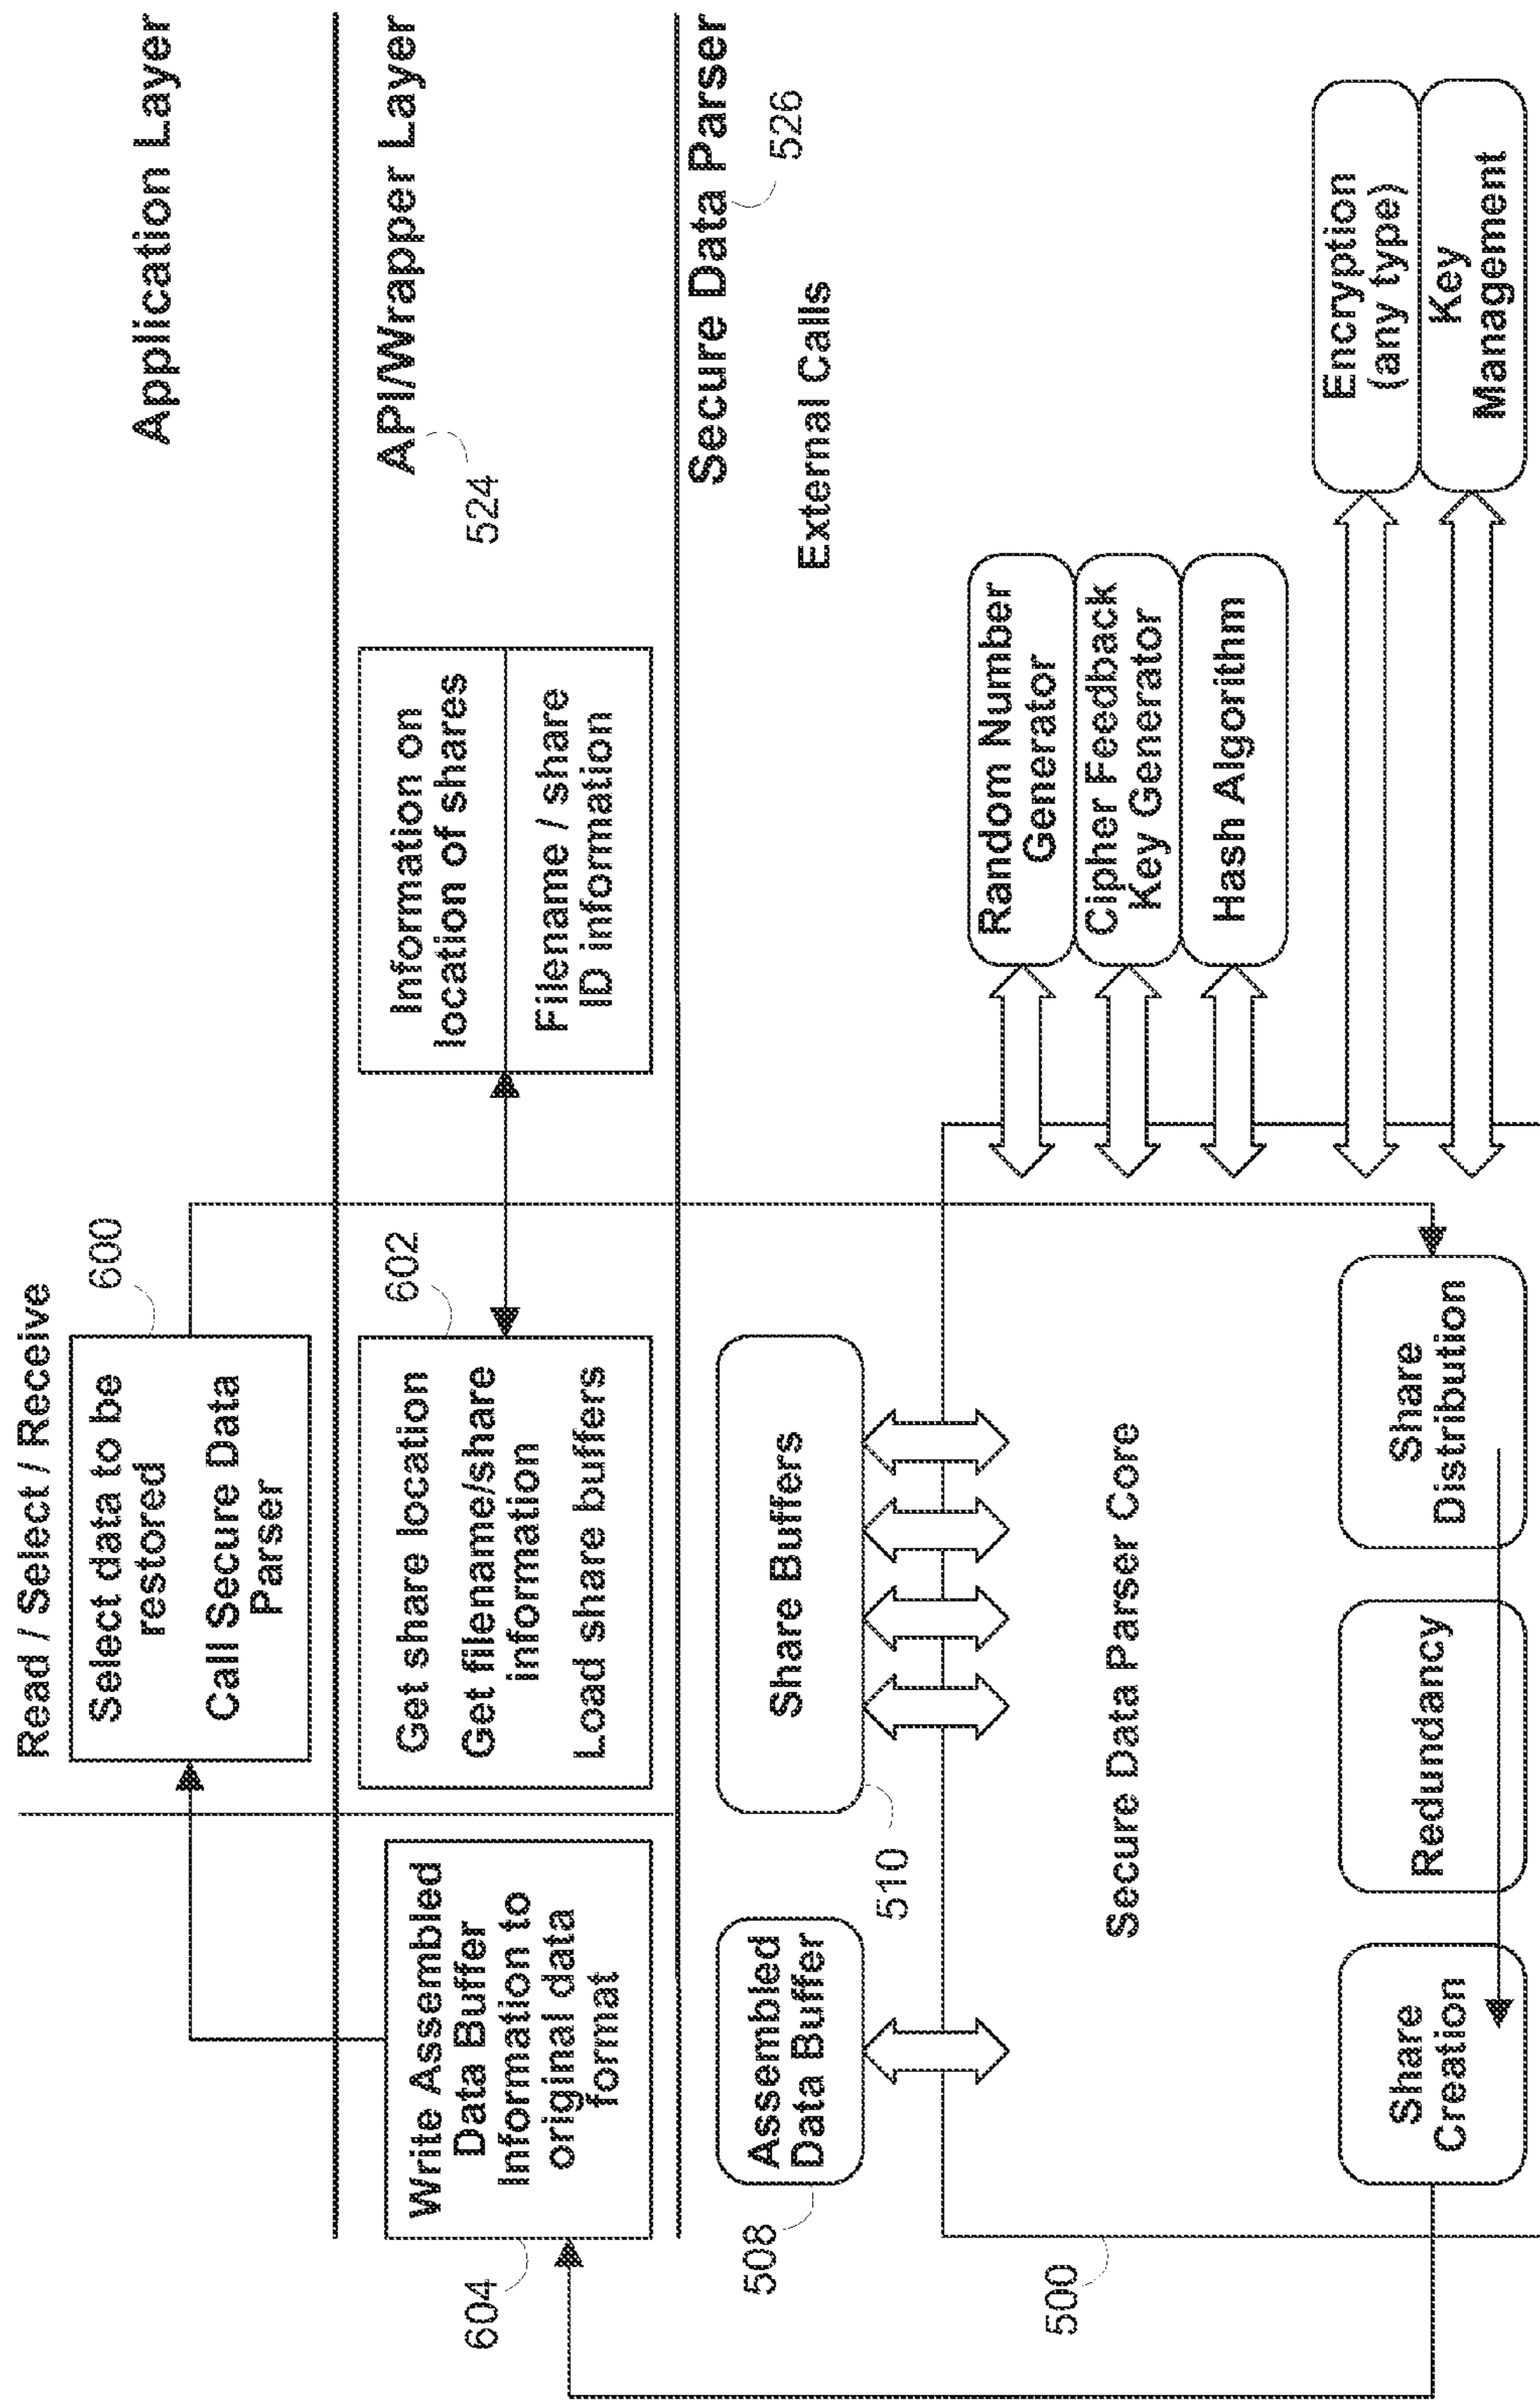 Read / Select / Receive
Application Layer
600
Select data to be
restored
Call Secure Data
Parser
API/Wrapper Layer
524
604
Write Assembled
Data Buffer
Information to
original data
format
602
Get share location
Get filename/share
information
Load share buffers
Information on
location of shares
Filename / share
ID information
Secure Data Parser
526
External Calls
508
Assembled
Data Buffer
510
Share Buffers
500
Secure Data Parser Core
Random Number
Generator
Cipher Feedback
Key Generator
Hash Algorithm
Share
Creation
Redundancy
Share
Distribution
Encryption
(any type)
Key
Management